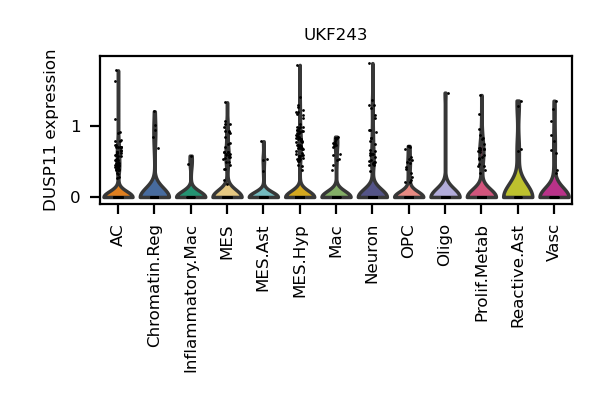 UKF243
DUSP11 expression
1
0
AC
Chromatin.Reg
Inflammatory.Mac
MES
MES.Ast
MES.Hyp
Mac
Neuron
OPC
Oligo
Prolif.Metab
Reactive.Ast
Vasc